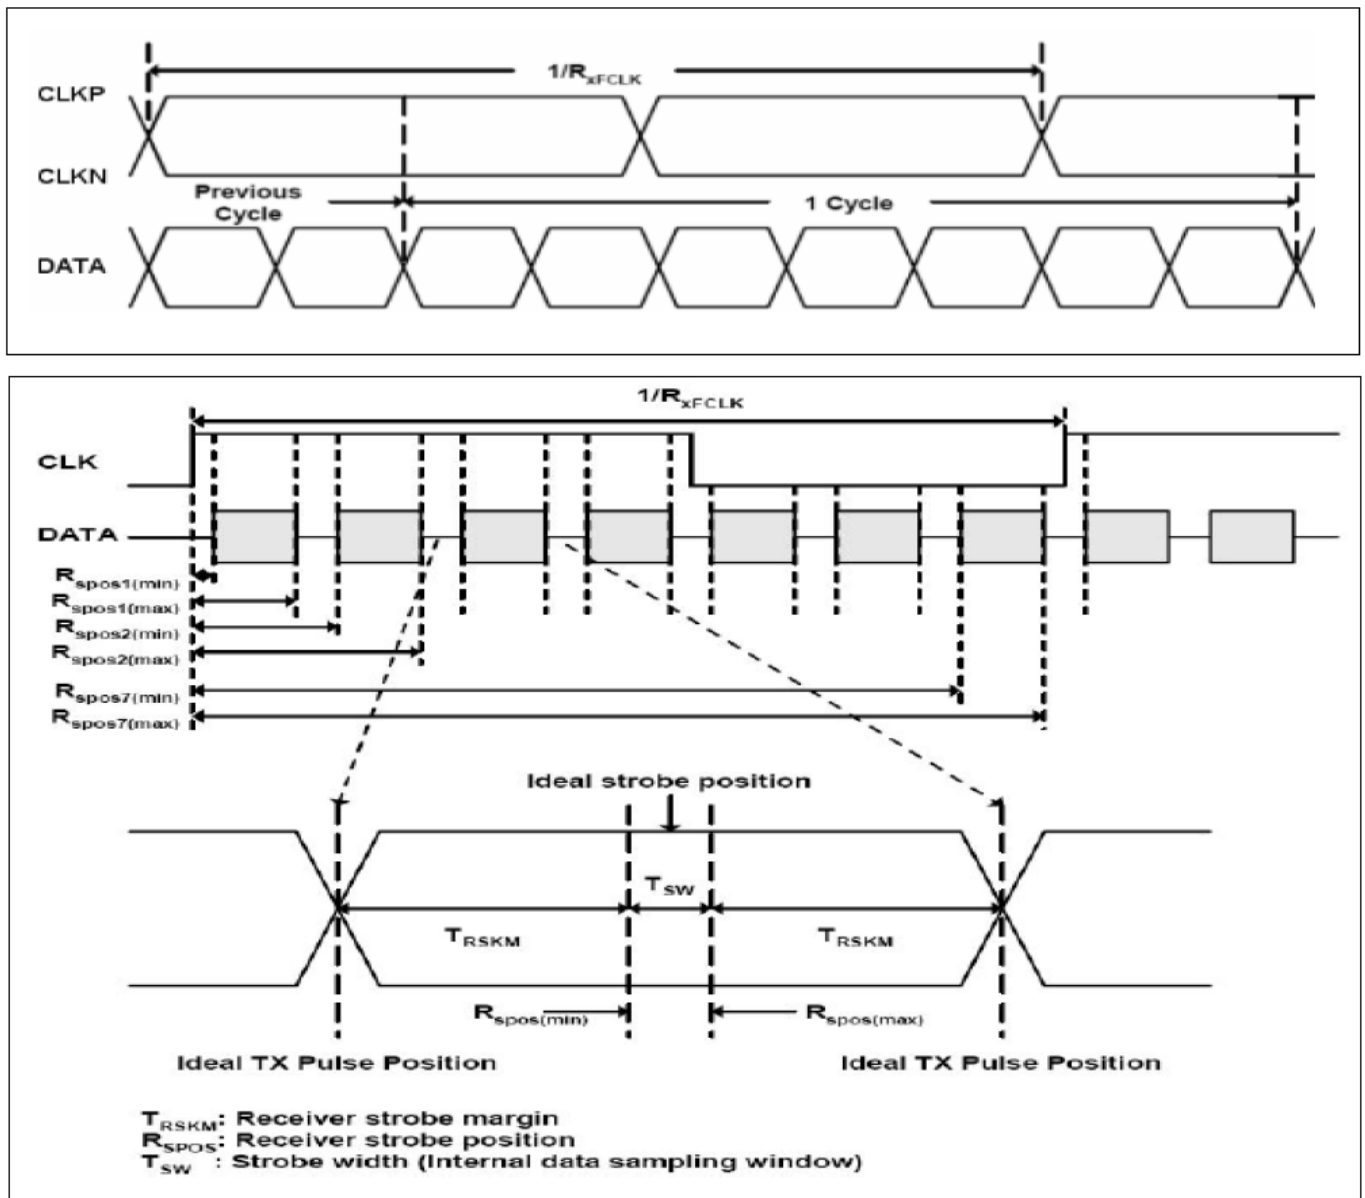 1/RxFCLK
CLKP
CLKN
Previous
Cycle
1 Cycle
DATA
1/RxFCLK
CLK
DATA
Rspos1(min)
Rspos1(max)
Rspos2(min)
Rspos2(max)
Rspos7(min)
Rspos7(max)
Ideal strobe position
TSW
TRSKM TRSKM
Rspos(min) Rspos(max)
Ideal TX Pulse Position Ideal TX Pulse Position
TRSKM: Receiver strobe margin
RSPOS: Receiver strobe position
TSW : Strobe width (Internal data sampling window)